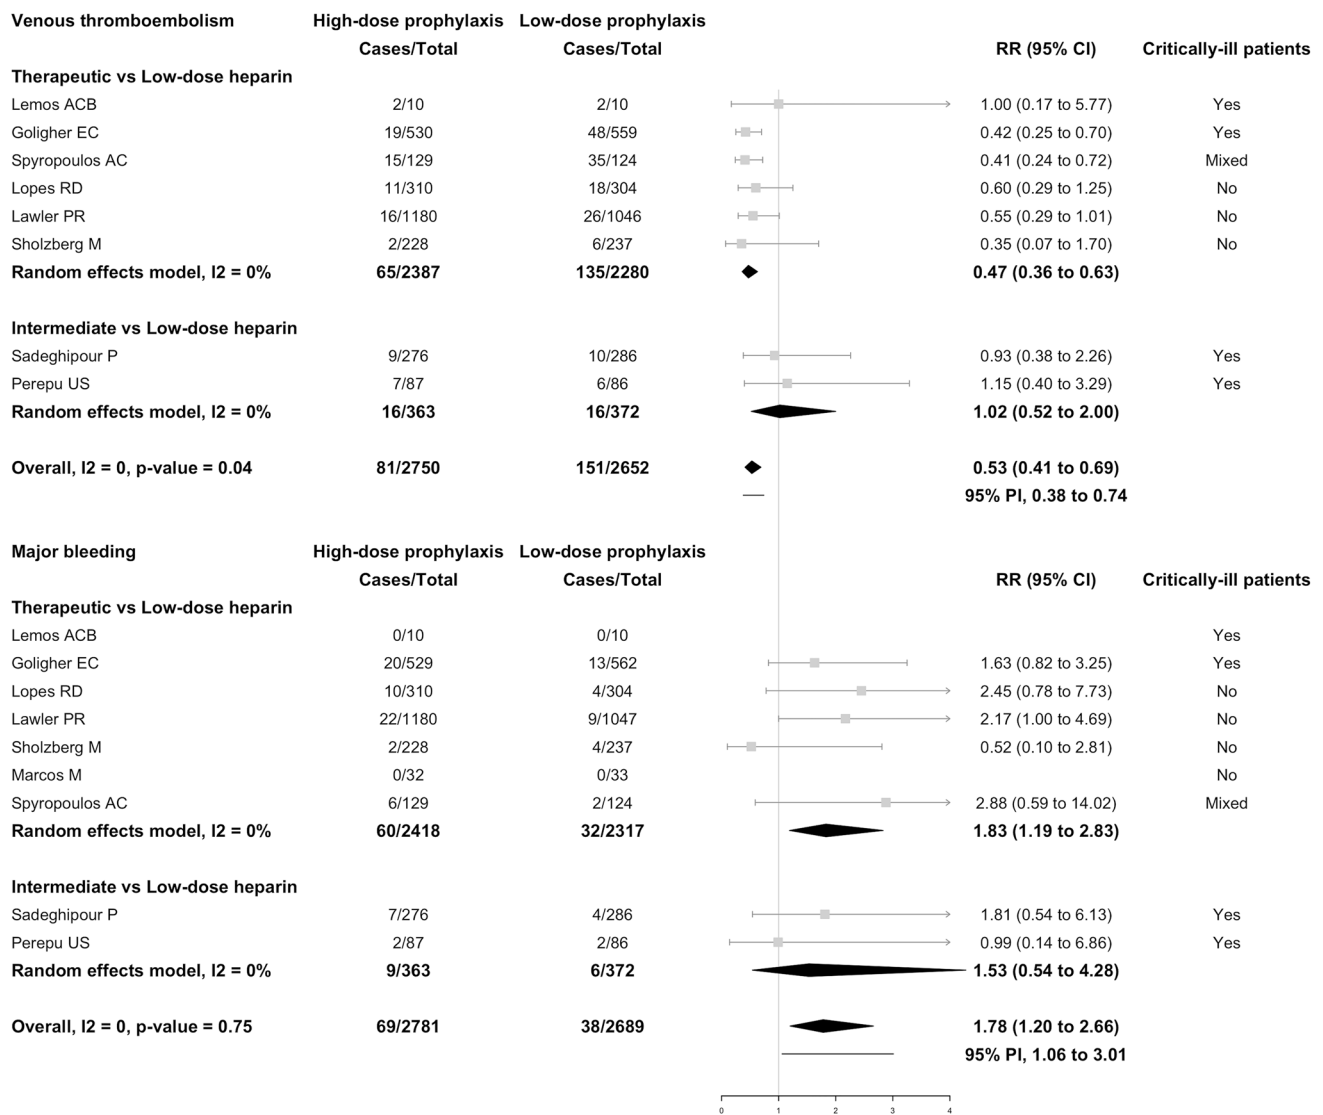 Venous thromboembolism High-dose prophylaxis Low-dose prophylaxis
Cases/Total Cases/Total RR (95% CI) Critically-ill patients
Therapeutic vs Low-dose heparin
Lemos ACB 2/10 2/10 1.00 (0.17 to 5.77) Yes
Goligher EC 19/530 48/559 0.42 (0.25 to 0.70) Yes
Spyropoulos AC 15/129 35/124 0.41 (0.24 to 0.72) Mixed
Lopes RD 11/310 18/304 0.60 (0.29 to 1.25) No
Lawler PR 16/1180 26/1046 0.55 (0.29 to 1.01) No
Sholzberg M 2/228 6/237 0.35 (0.07 to 1.70) No
Random effects model, I2 = 0% 65/2387 135/2280 0.47 (0.36 to 0.63)
Intermediate vs Low-dose heparin
Sadeghipour P 9/276 10/286 0.93 (0.38 to 2.26) Yes
Perepu US 7/87 6/86 1.15 (0.40 to 3.29) Yes
Random effects model, I2 = 0% 16/363 16/372 1.02 (0.52 to 2.00)
Overall, I2 = 0, p-value = 0.04 81/2750 151/2652 0.53 (0.41 to 0.69)
95% PI, 0.38 to 0.74
Major bleeding High-dose prophylaxis Low-dose prophylaxis
Cases/Total Cases/Total RR (95% CI) Critically-ill patients
Therapeutic vs Low-dose heparin
Lemos ACB 0/10 0/10 Yes
Goligher EC 20/529 13/562 1.63 (0.82 to 3.25) Yes
Lopes RD 10/310 4/304 2.45 (0.78 to 7.73) No
Lawler PR 22/1180 9/1047 2.17 (1.00 to 4.69) No
Sholzberg M 2/228 4/237 0.52 (0.10 to 2.81) No
Marcos M 0/32 0/33 No
Spyropoulos AC 6/129 2/124 2.88 (0.59 to 14.02) Mixed
Random effects model, I2 = 0% 60/2418 32/2317 1.83 (1.19 to 2.83)
Intermediate vs Low-dose heparin
Sadeghipour P 7/276 4/286 1.81 (0.54 to 6.13) Yes
Perepu US 2/87 2/86 0.99 (0.14 to 6.86) Yes
Random effects model, I2 = 0% 9/363 6/372 1.53 (0.54 to 4.28)
Overall, I2 = 0, p-value = 0.75 69/2781 38/2689 1.78 (1.20 to 2.66)
95% PI, 1.06 to 3.01
0 1 2 3 4